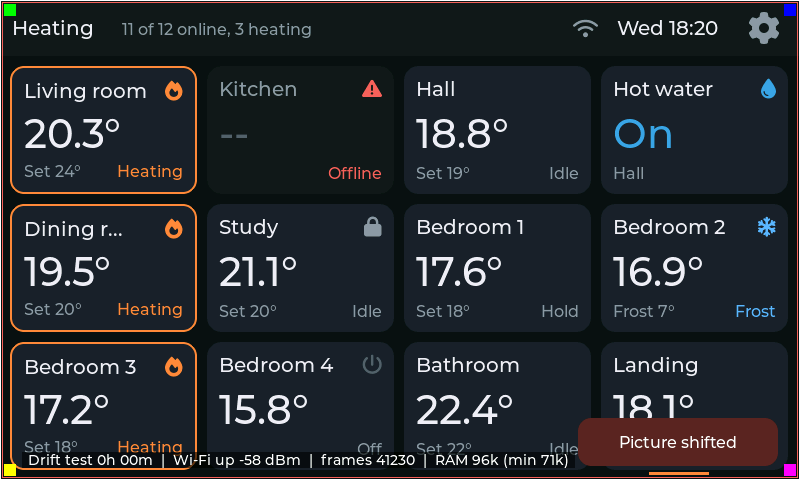 Heating 11 of 12 online, 3 heating Wed 18:20
Living room Kitchen Hall Hot water
20.3° -- 18.8° On
Set 24° Heating Offline Set 19° Idle Hall
Dining r... Study Bedroom 1 Bedroom 2
19.5° 21.1° 17.6° 16.9°
Set 20° Heating Set 20° Idle Set 18° Hold Frost 7° Frost
Bedroom 3 Bedroom 4 Bathroom Landing
17.2° 15.8° 22.4° 18.1°
Set 18° Heating Off Set 22° Idle
Picture shifted
Drift test 0h 00m | Wi-Fi up -58 dBm | frames 41230 | RAM 96k (min 71k)